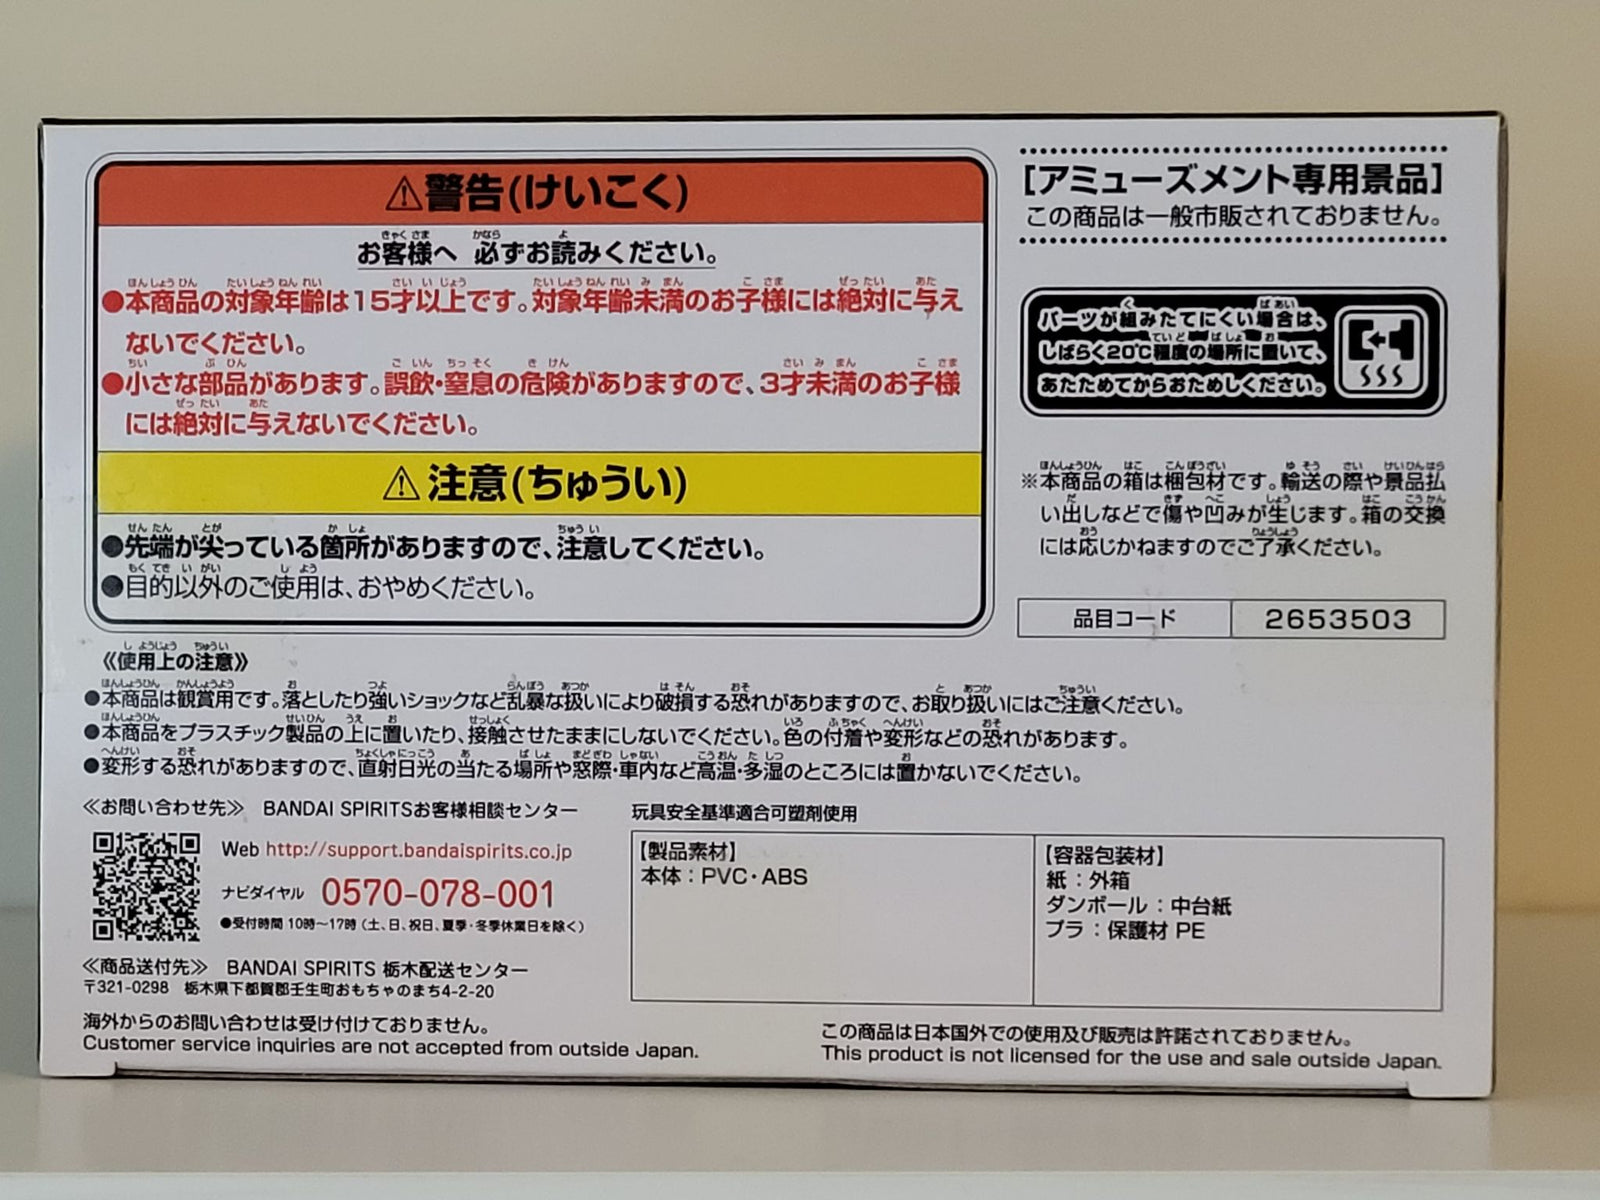 ⚠警告(けいこく)
お客様へ 必ずお読みください。
●本商品の対象年齢は15才以上です。対象年齢未満のお子様には絶対に与え
ないでください。
●小さな部品があります。誤飲・窒息の危険がありますので、3才未満のお子様
には絶対に与えないでください。
⚠注意(ちゅうい)
●先端が尖っている箇所がありますので、注意してください。
●目的以外のご使用は、おやめください。
[アミューズメント専用景品]
この商品は一般市販されておりません。
パーツが組みたてにくい場合は、
しばらく20℃程度の場所に置いて、
あたためてからおためしください。
※本商品の箱は梱包材です。輸送の際や景品払
い出しなどで傷や凹みが生じます。箱の交換
には応じかねますのでご了承ください。
品目コード 2653503
《使用上の注意》
●本商品は観賞用です。落としたり強いショックなど乱暴な扱いにより破損する恐れがありますので、お取り扱いにはご注意ください。
●本商品をプラスチック製品の上に置いたり、接触させたままにしないでください。色の付着や変形などの恐れがあります。
●変形する恐れがありますので、直射日光の当たる場所や窓際・車内など高温・多湿のところには置かないでください。
≪お問い合わせ先≫ BANDAI SPIRITSお客様相談センター
Web http://support.bandaispirits.co.jp
ナビダイヤル 0570-078-001
●受付時間 10時〜17時(土、日、祝日、夏季・冬季休業日を除く)
≪商品送付先≫ BANDAI SPIRITS 栃木配送センター
〒321-0298 栃木県下都賀郡壬生町おもちゃのまち4-2-20
海外からのお問い合わせは受け付けておりません。
Customer service inquiries are not accepted from outside Japan.
玩具安全基準適合可塑剤使用
【製品素材】
本体：PVC・ABS
【容器包装材】
紙：外箱
ダンボール：中台紙
プラ：保護材 PE
この商品は日本国外での使用及び販売は許諾されておりません。
This product is not licensed for the use and sale outside Japan.